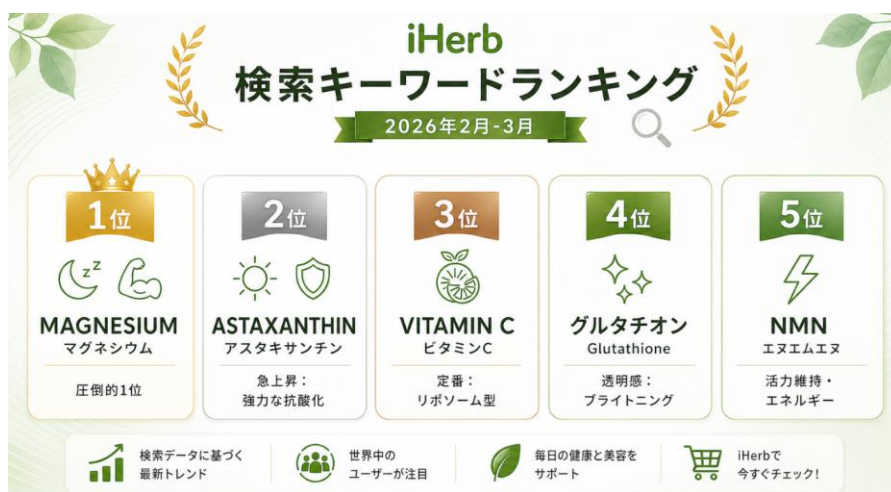 iHerb
検索キーワードランキング
2026年2月-3月
1位
MAGNESIUM
マグネシウム
圧倒的1位
2位
ASTAXANTHIN
アスタキサンチン
急上昇：
強力な抗酸化
3位
VITAMIN C
ビタミンC
定番：
リポソーム型
4位
グルタチオン
Glutathione
透明感：
ブライトニング
5位
NMN
エヌエムエヌ
活力維持・
エネルギー
検索データに基づく
最新トレンド
世界中の
ユーザーが注目
毎日の健康と美容を
サポート
iHerbで
今すぐチェック！